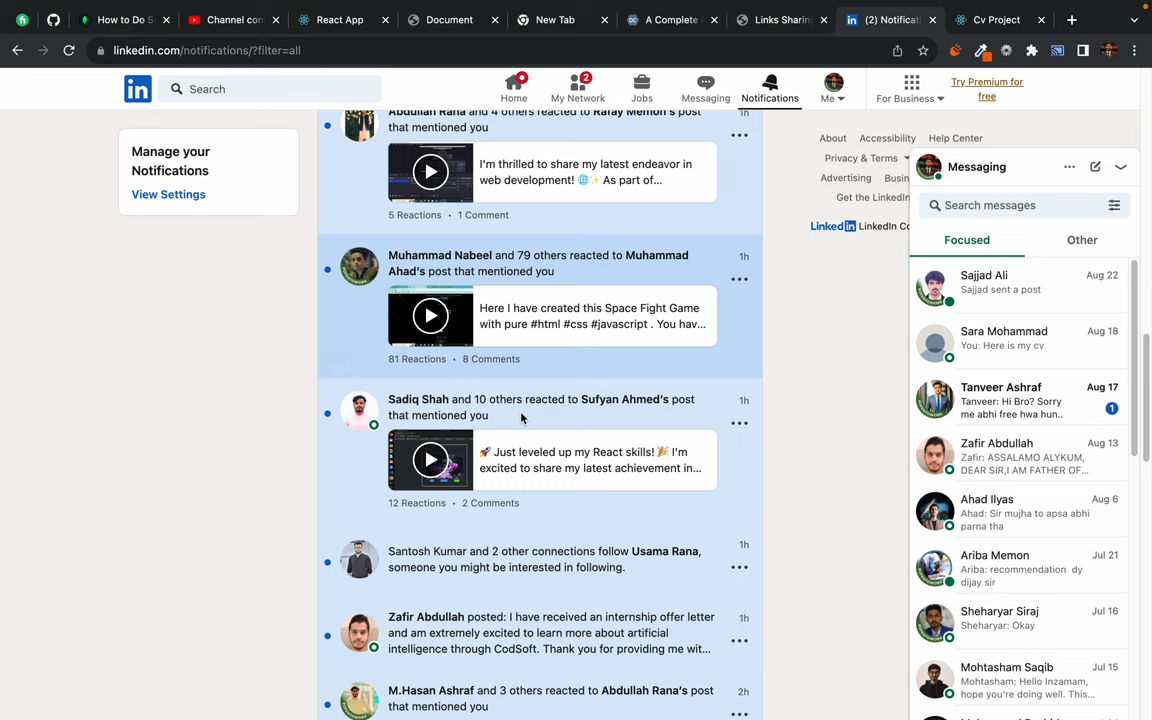 How to Do S
Channel con
React App
Document
New Tab
A Complete
Links Sharing
(2) Notificati
Cv Project
linkedin.com/notifications/?filter=all
in
Search
Home
2
My Network
Jobs
Messaging
Notifications
Me
For Business
Try Premium for
free
Manage your
Notifications
View Settings
Abdullah Rana and 4 others reacted to Rafay Memon's post
that mentioned you
1h
I'm thrilled to share my latest endeavor in
web development! 🌐✨ As part of...
5 Reactions • 1 Comment
Muhammad Nabeel and 79 others reacted to Muhammad
Ahad's post that mentioned you
1h
Here I have created this Space Fight Game
with pure #html #css #javascript . You hav...
81 Reactions • 8 Comments
Sadiq Shah and 10 others reacted to Sufyan Ahmed's post
that mentioned you
1h
🚀 Just leveled up my React skills! 🎉 I'm
excited to share my latest achievement in...
12 Reactions • 2 Comments
Santosh Kumar and 2 other connections follow Usama Rana,
someone you might be interested in following.
1h
Zafir Abdullah posted: I have received an internship offer letter
and am extremely excited to learn more about artificial
intelligence through CodSoft. Thank you for providing me wit...
1h
M.Hasan Ashraf and 3 others reacted to Abdullah Rana's post
that mentioned you
2h
About Accessibility Help Center
Privacy & Terms
Advertising Busin
Get the LinkedIn
Linkedin LinkedIn Co
Messaging
Search messages
Focused
Other
Sajjad Ali
Aug 22
Sajjad sent a post
Sara Mohammad
Aug 18
You: Here is my cv
Tanveer Ashraf
Aug 17
Tanveer: Hi Bro? Sorry
me abhi free hwa hun..
1
Zafir Abdullah
Aug 13
Zafir: ASSALAMO ALYKUM,
DEAR SIR,I AM FATHER OF...
Ahad Ilyas
Aug 6
Ahad: Sir mujha to apsa abhi
parna tha
Ariba Memon
Jul 21
Ariba: recommendation dy
dijay sir
Sheharyar Siraj
Jul 16
Sheharyar: Okay
Mohtasham Saqib
Jul 15
Mohtasham: Hello Inzamam,
hope you're doing well. This...